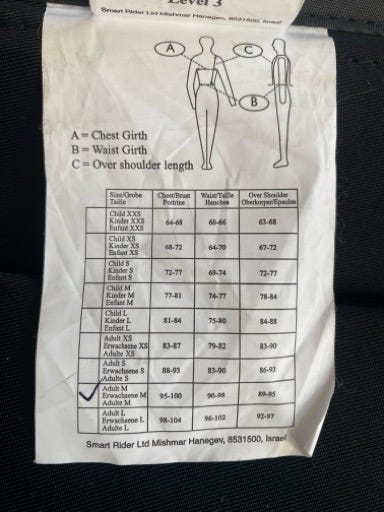 Level 3
Smart Rider Ltd Mishmar Hanegev, 8531500, Israel
A
C
B
A = Chest Girth
B = Waist Girth
C = Over shoulder length
Size/Grobe Taille Chest/Brust Poitrine Waist/Taille Hanches Over Shoulder Oberkorper/Epaules
Child XXS
Kinder XXS 64-68 60-66 63-68
Enfant XXS
Child XS
Kinder XS 68-72 64-70 67-72
Enfant XS
Child S
Kinder S 72-77 69-74 72-77
Enfant S
Child M
Kinder M 77-81 74-77 78-84
Enfant M
Child L
Kinder L 81-84 75-80 84-88
Enfant L
Adult XS
Erwachsene XS 83-87 79-82 83-90
Adulte XS
Adult S
Erwachsene S 88-93 83-90 86-93
Adulte S
Adult M
Erwachsene M 95-100 90-98 89-95
Adulte M
Adult L
Erwachsene L 98-104 96-102 92-97
Adulte L
Smart Rider Ltd Mishmar Hanegev, 8531500, Israel